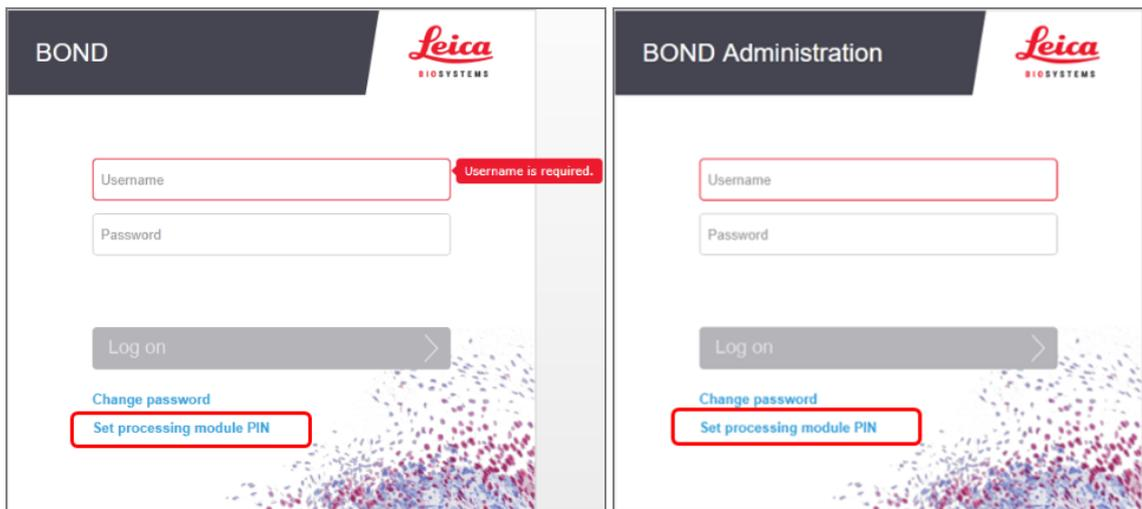 BOND
Leica
BIOSYSTEMS
Username
Username is required.
Password
Log on
Change password
Set processing module PIN
BOND Administration
Leica
BIOSYSTEMS
Username
Password
Log on
Change password
Set processing module PIN